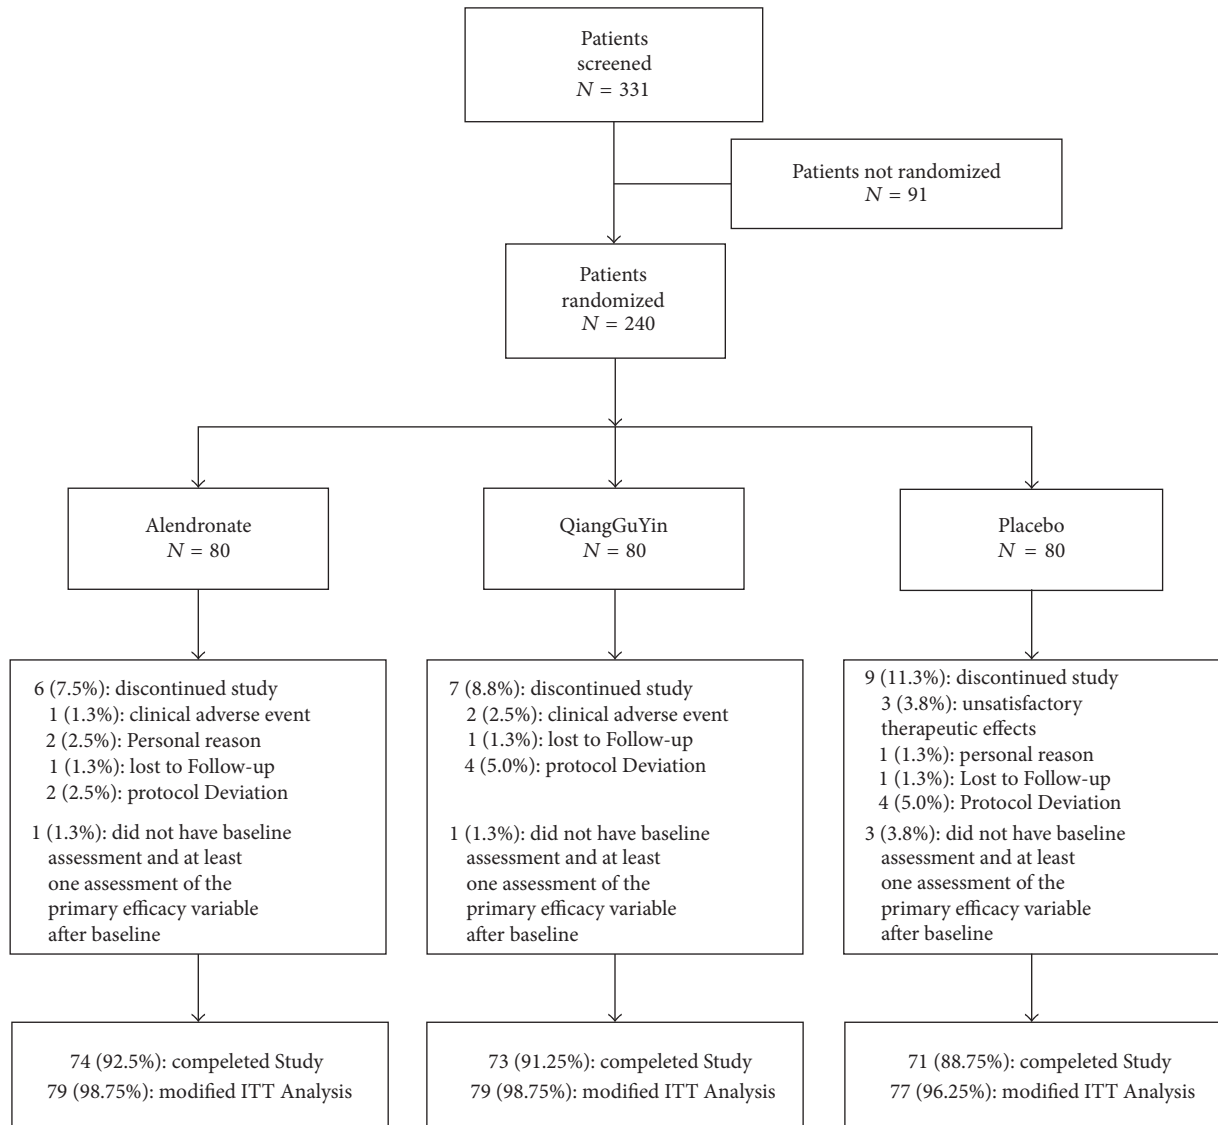 Patients
screened
N = 331
Patients not randomized
N = 91
Patients
randomized
N = 240
Alendronate
N = 80
QiangGuYin
N = 80
Placebo
N = 80
6 (7.5%): discontinued study
1 (1.3%): clinical adverse event
2 (2.5%): Personal reason
1 (1.3%): lost to Follow-up
2 (2.5%): protocol Deviation
1 (1.3%): did not have baseline
assessment and at least
one assessment of the
primary efficacy variable
after baseline
7 (8.8%): discontinued study
2 (2.5%): clinical adverse event
1 (1.3%): lost to Follow-up
4 (5.0%): protocol Deviation
1 (1.3%): did not have baseline
assessment and at least
one assessment of the
primary efficacy variable
after baseline
9 (11.3%): discontinued study
3 (3.8%): unsatisfactory
therapeutic effects
1 (1.3%): personal reason
1 (1.3%): Lost to Follow-up
4 (5.0%): Protocol Deviation
3 (3.8%): did not have baseline
assessment and at least
one assessment of the
primary efficacy variable
after baseline
74 (92.5%): compeleted Study
79 (98.75%): modified ITT Analysis
73 (91.25%): compeleted Study
79 (98.75%): modified ITT Analysis
71 (88.75%): compeleted Study
77 (96.25%): modified ITT Analysis